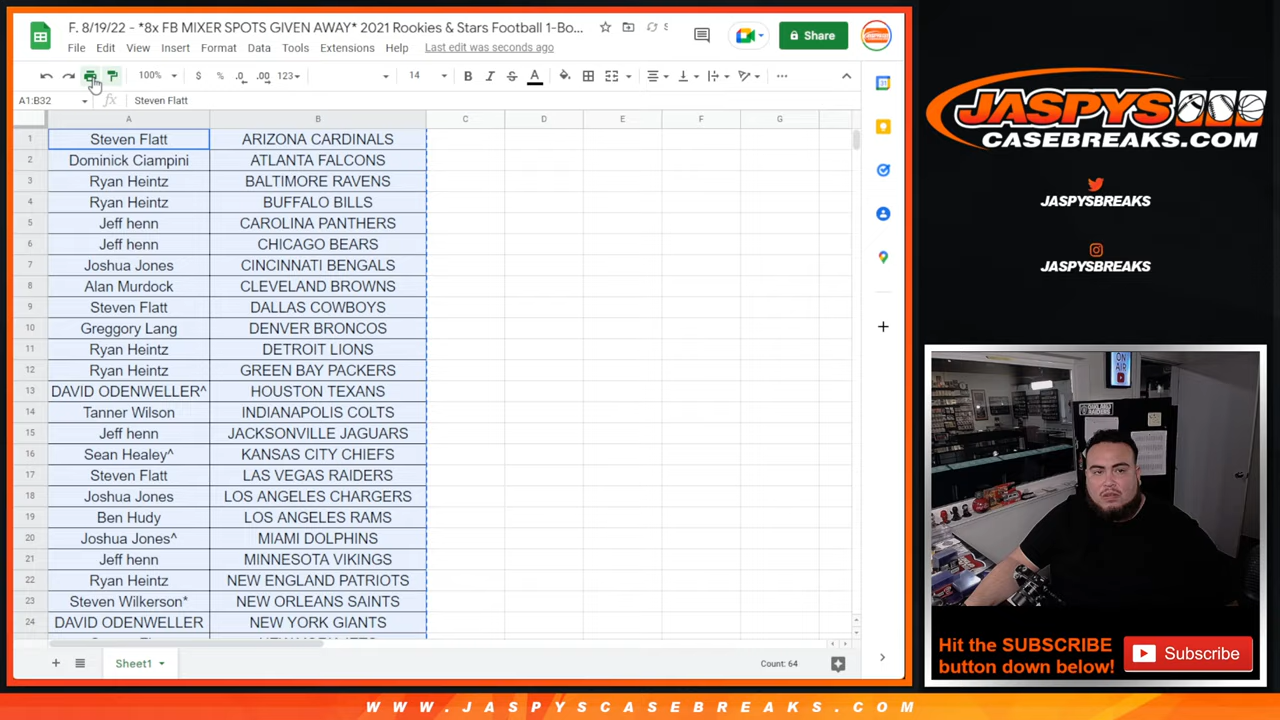 F. 8/19/22 - *8x FB MIXER SPOTS GIVEN AWAY* 2021 Rookies & Stars Football 1-Bo...
File Edit View Insert Format Data Tools Extensions Help Last edit was seconds ago
Share
100% $ % .0 .00 123 14 B I S A
A1:B32 fx Steven Flatt
A B C D E F G
1 Steven Flatt ARIZONA CARDINALS
2 Dominick Ciampini ATLANTA FALCONS
3 Ryan Heintz BALTIMORE RAVENS
4 Ryan Heintz BUFFALO BILLS
5 Jeff henn CAROLINA PANTHERS
6 Jeff henn CHICAGO BEARS
7 Joshua Jones CINCINNATI BENGALS
8 Alan Murdock CLEVELAND BROWNS
9 Steven Flatt DALLAS COWBOYS
10 Greggory Lang DENVER BRONCOS
11 Ryan Heintz DETROIT LIONS
12 Ryan Heintz GREEN BAY PACKERS
13 DAVID ODENWELLER^ HOUSTON TEXANS
14 Tanner Wilson INDIANAPOLIS COLTS
15 Jeff henn JACKSONVILLE JAGUARS
16 Sean Healey^ KANSAS CITY CHIEFS
17 Steven Flatt LAS VEGAS RAIDERS
18 Joshua Jones LOS ANGELES CHARGERS
19 Ben Hudy LOS ANGELES RAMS
20 Joshua Jones^ MIAMI DOLPHINS
21 Jeff henn MINNESOTA VIKINGS
22 Ryan Heintz NEW ENGLAND PATRIOTS
23 Steven Wilkerson* NEW ORLEANS SAINTS
24 DAVID ODENWELLER NEW YORK GIANTS
Sheet1
Count: 64
JASPYS
CASEBREAKS.COM
JASPYSBREAKS
JASPYSBREAKS
ON AIR
Hit the SUBSCRIBE
button down below!
Subscribe
WWW.JASPYSCASEBREAKS.COM